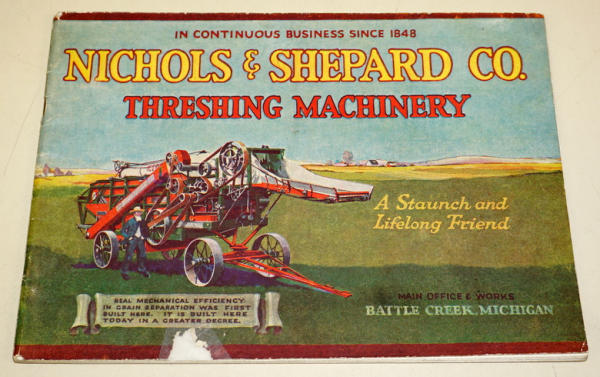 IN CONTINUOUS BUSINESS SINCE 1848
NICHOLS & SHEPARD CO.
THRESHING MACHINERY
A Staunch and
Lifelong Friend
REAL MECHANICAL EFFICIENCY
IN GRAIN SEPARATION WAS FIRST
BUILT HERE. IT IS BUILT HERE
TODAY IN A GREATER DEGREE.
MAIN OFFICE & WORKS
BATTLE CREEK, MICHIGAN